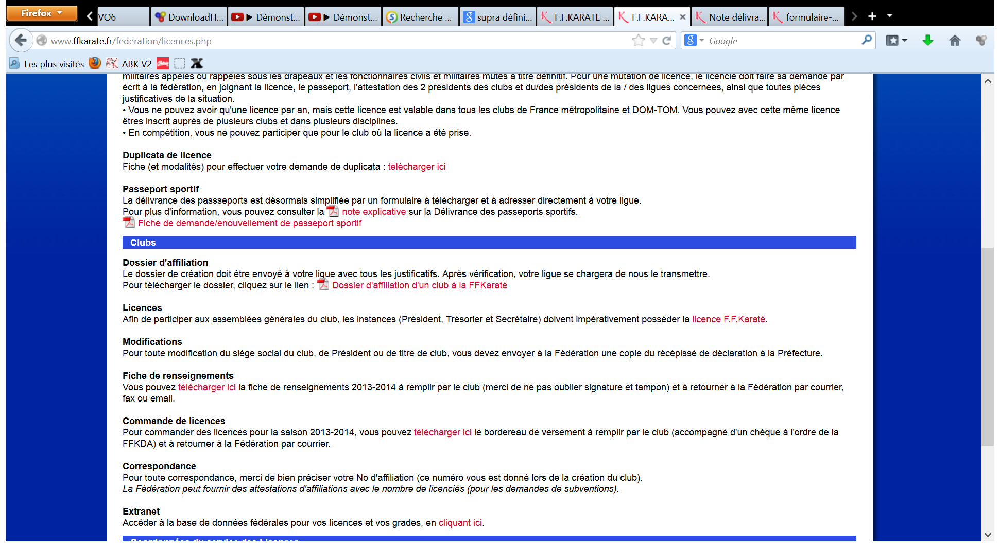 Firefox
VO6
DownloadH...
▶ Démonst...
▶ Démonst...
Recherche ...
supra défini...
F.F.KARATE ...
F.F.KARA...
Note délivra...
formulaire-...
www.ffkarate.fr/federation/licences.php
Google
Les plus visités
ABK V2
militaires appelés ou rappelés sous les drapeaux et les fonctionnaires civils et militaires mutés à titre définitif. Pour une mutation de licence, le licencié doit faire sa demande par
écrit à la fédération, en joignant la licence, le passeport, l'attestation des 2 présidents des clubs et du/des présidents de la / des ligues concernées, ainsi que toutes pièces
justificatives de la situation.
• Vous ne pouvez avoir qu'une licence par an, mais cette licence est valable dans tous les clubs de France métropolitaine et DOM-TOM. Vous pouvez avec cette même licence
êtres inscrit auprès de plusieurs clubs et dans plusieurs disciplines.
• En compétition, vous ne pouvez participer que pour le club où la licence a été prise.
Duplicata de licence
Fiche (et modalités) pour effectuer votre demande de duplicata : télécharger ici
Passeport sportif
La délivrance des passseports est désormais simplifiée par un formulaire à télécharger et à adresser directement à votre ligue.
Pour plus d'information, vous pouvez consulter la note explicative sur la Délivrance des passeports sportifs.
Fiche de demande/enouvellement de passeport sportif
Clubs
Dossier d'affiliation
Le dossier de création doit être envoyé à votre ligue avec tous les justificatifs. Après vérification, votre ligue se chargera de nous le transmettre.
Pour télécharger le dossier, cliquez sur le lien : Dossier d'affiliation d'un club à la FFKaraté
Licences
Afin de participer aux assemblées générales du club, les instances (Président, Trésorier et Secrétaire) doivent impérativement posséder la licence F.F.Karaté.
Modifications
Pour toute modification du siège social du club, de Président ou de titre de club, vous devez envoyer à la Fédération une copie du récépissé de déclaration à la Préfecture.
Fiche de renseignements
Vous pouvez télécharger ici la fiche de renseignements 2013-2014 à remplir par le club (merci de ne pas oublier signature et tampon) et à retourner à la Fédération par courrier,
fax ou email.
Commande de licences
Pour commander des licences pour la saison 2013-2014, vous pouvez télécharger ici le bordereau de versement à remplir par le club (accompagné d'un chèque à l'ordre de la
FFKDA) et à retourner à la Fédération par courrier.
Correspondance
Pour toute correspondance, merci de bien préciser votre No d'affiliation (ce numéro vous est donné lors de la création du club).
La Fédération peut fournir des attestations d'affiliations avec le nombre de licenciés (pour les demandes de subventions).
Extranet
Accéder à la base de données fédérales pour vos licences et vos grades, en cliquant ici.
Coordonnées du service des Licences